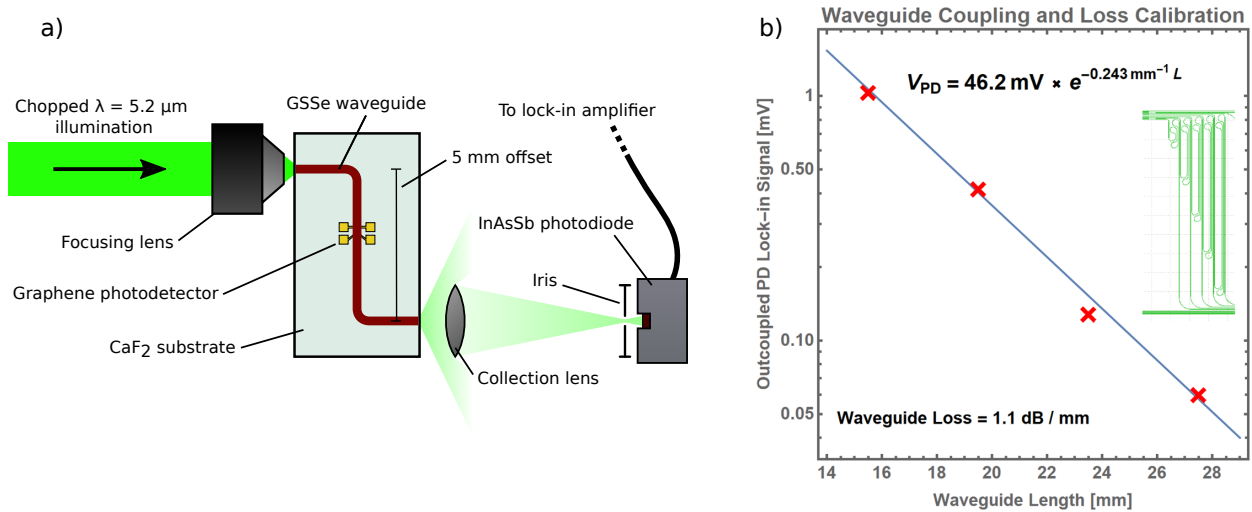 a)
Chopped λ = 5.2 μm
illumination
GSSe waveguide
To lock-in amplifier
5 mm offset
InAsSb photodiode
Focusing lens
Iris
Graphene photodetector
CaF2 substrate
Collection lens
b)
Waveguide Coupling and Loss Calibration
VPD = 46.2 mV × e^-0.243 mm^-1 L
Outcoupled PD Lock-in Signal [mV]
1
0.50
0.10
0.05
Waveguide Loss = 1.1 dB / mm
14 16 18 20 22 24 26 28
Waveguide Length [mm]